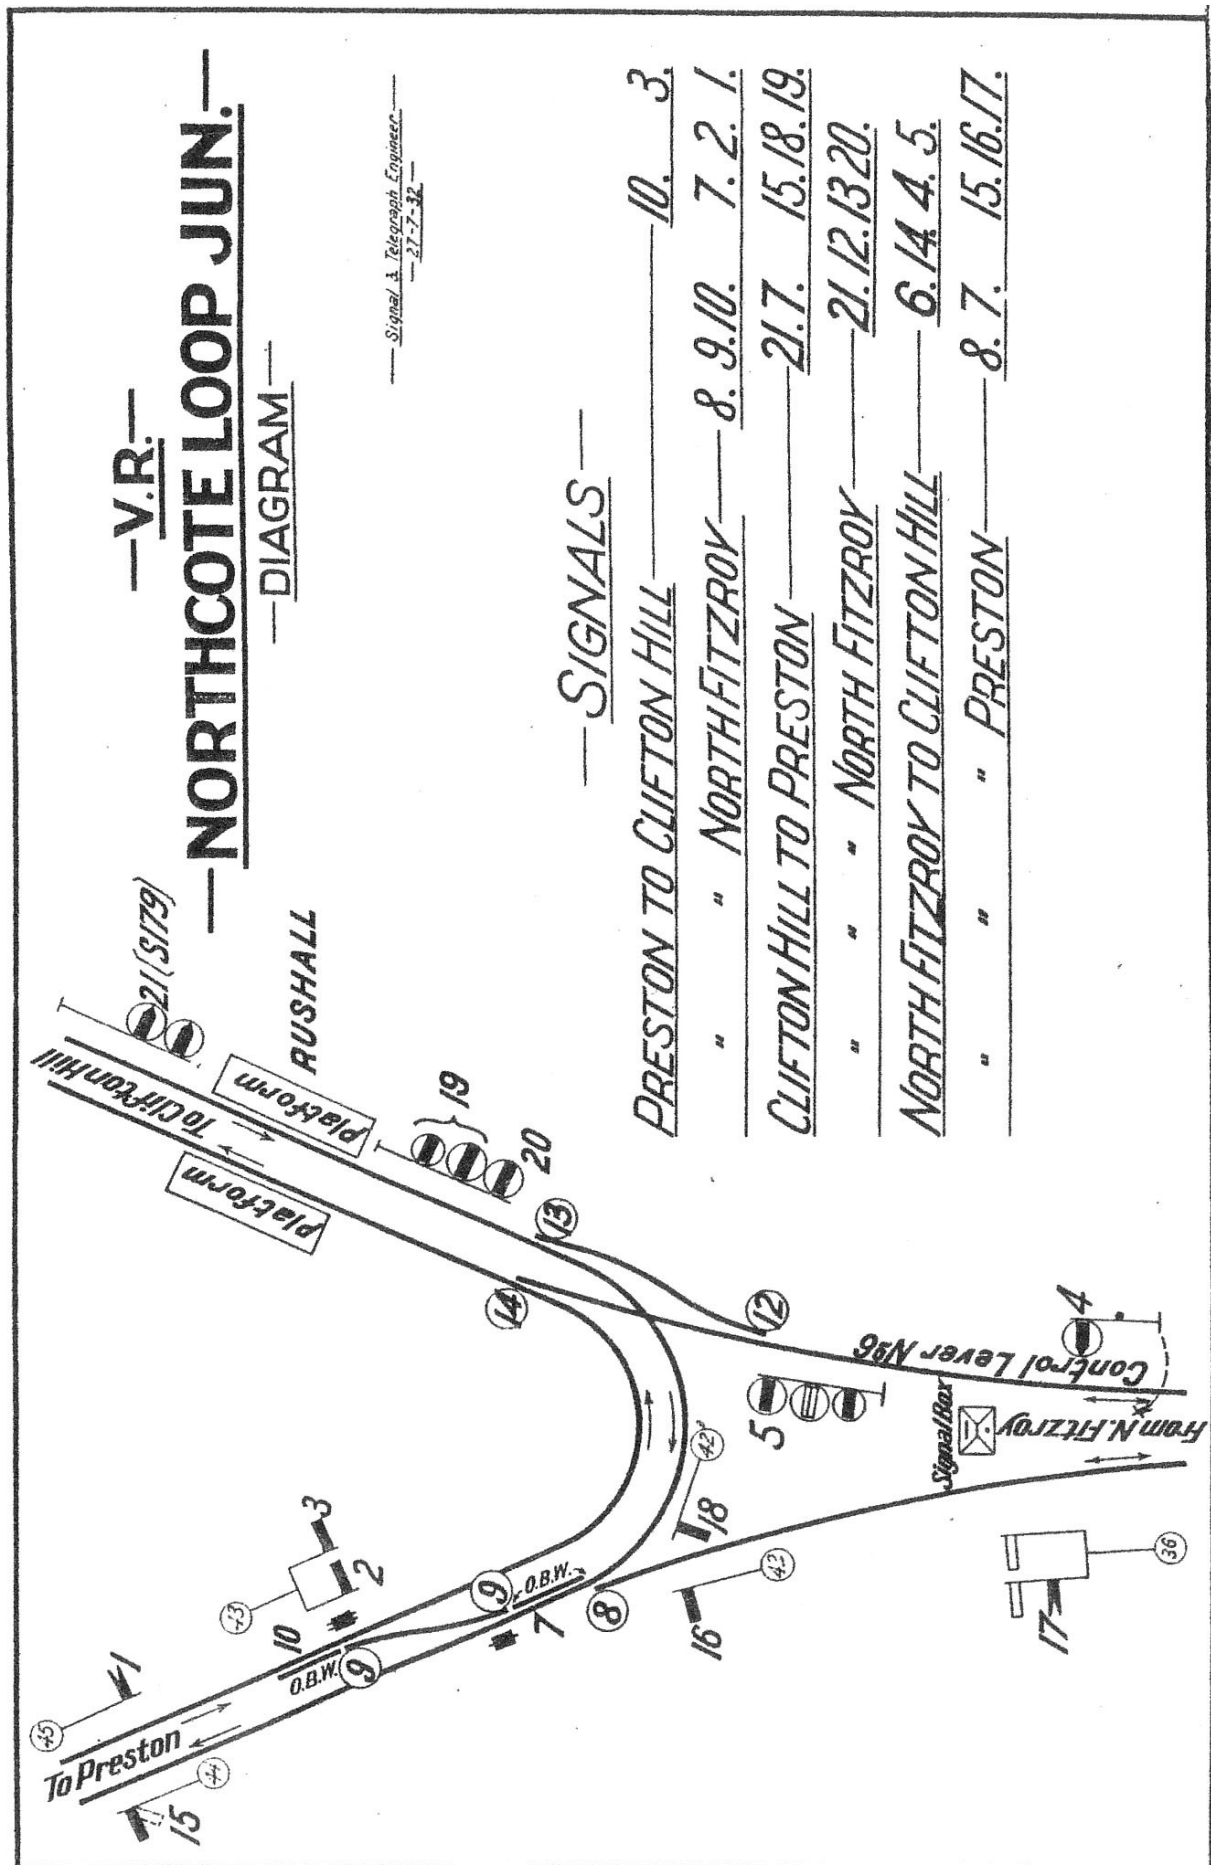 — V.R. —
— NORTHCOTE LOOP JUN. —
— DIAGRAM —
— Signal & Telegraph Engineer —
— 27-7-32 —
— SIGNALS —
PRESTON TO CLIFTON HILL — 10. 3.
" " NORTH FITZROY — 8. 9. 10. 7. 2. 1.
CLIFTON HILL TO PRESTON — 21. 7. 15. 18. 19.
" " " NORTH FITZROY — 21. 12. 13 20.
NORTH FITZROY TO CLIFTON HILL — 6. 14. 4. 5.
" " " PRESTON — 8. 7. 15. 16. 17.
To Clifton Hill
21 (S179)
Platform
Platform
RUSHALL
19
20
13
14
12
Control Lever Nº6
4
5
Signal Box
From N. Fitzroy
To Preston
45
1
44
15
43
3
2
10
O.B.W.
9
9
O.B.W.
7
8
42'
18
42
16
17
36